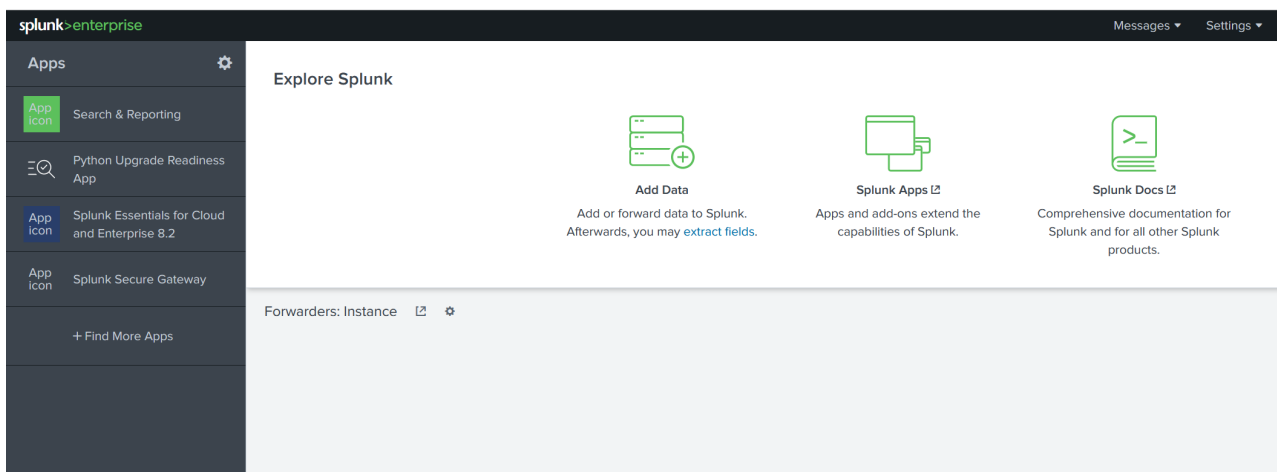 splunk>enterprise
Messages ▾ Settings ▾
Apps
App
icon
Search & Reporting
Python Upgrade Readiness
App
App
icon
Splunk Essentials for Cloud
and Enterprise 8.2
App
icon
Splunk Secure Gateway
+ Find More Apps
Explore Splunk
>_
Add Data
Add or forward data to Splunk.
Afterwards, you may extract fields.
Splunk Apps
Apps and add-ons extend the
capabilities of Splunk.
Splunk Docs
Comprehensive documentation for
Splunk and for all other Splunk
products.
Forwarders: Instance